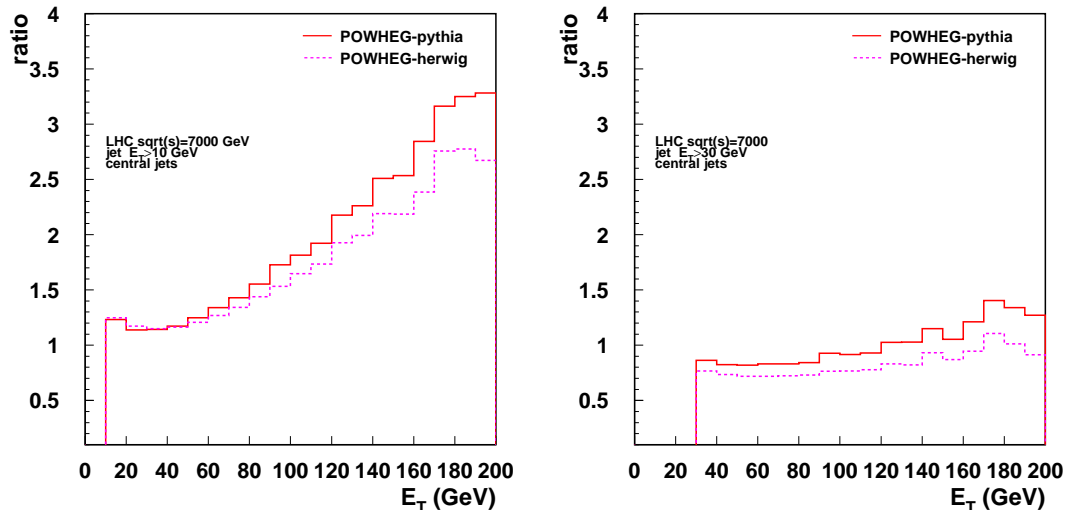 ratio
4
3.5
3
2.5
2
1.5
1
0.5
POWHEG-pythia
POWHEG-herwig
LHC sqrt(s)=7000 GeV
jet E_T>10 GeV
central jets
0 20 40 60 80 100 120 140 160 180 200
E_T (GeV)
ratio
4
3.5
3
2.5
2
1.5
1
0.5
POWHEG-pythia
POWHEG-herwig
LHC sqrt(s)=7000
jet E_T>30 GeV
central jets
0 20 40 60 80 100 120 140 160 180 200
E_T (GeV)